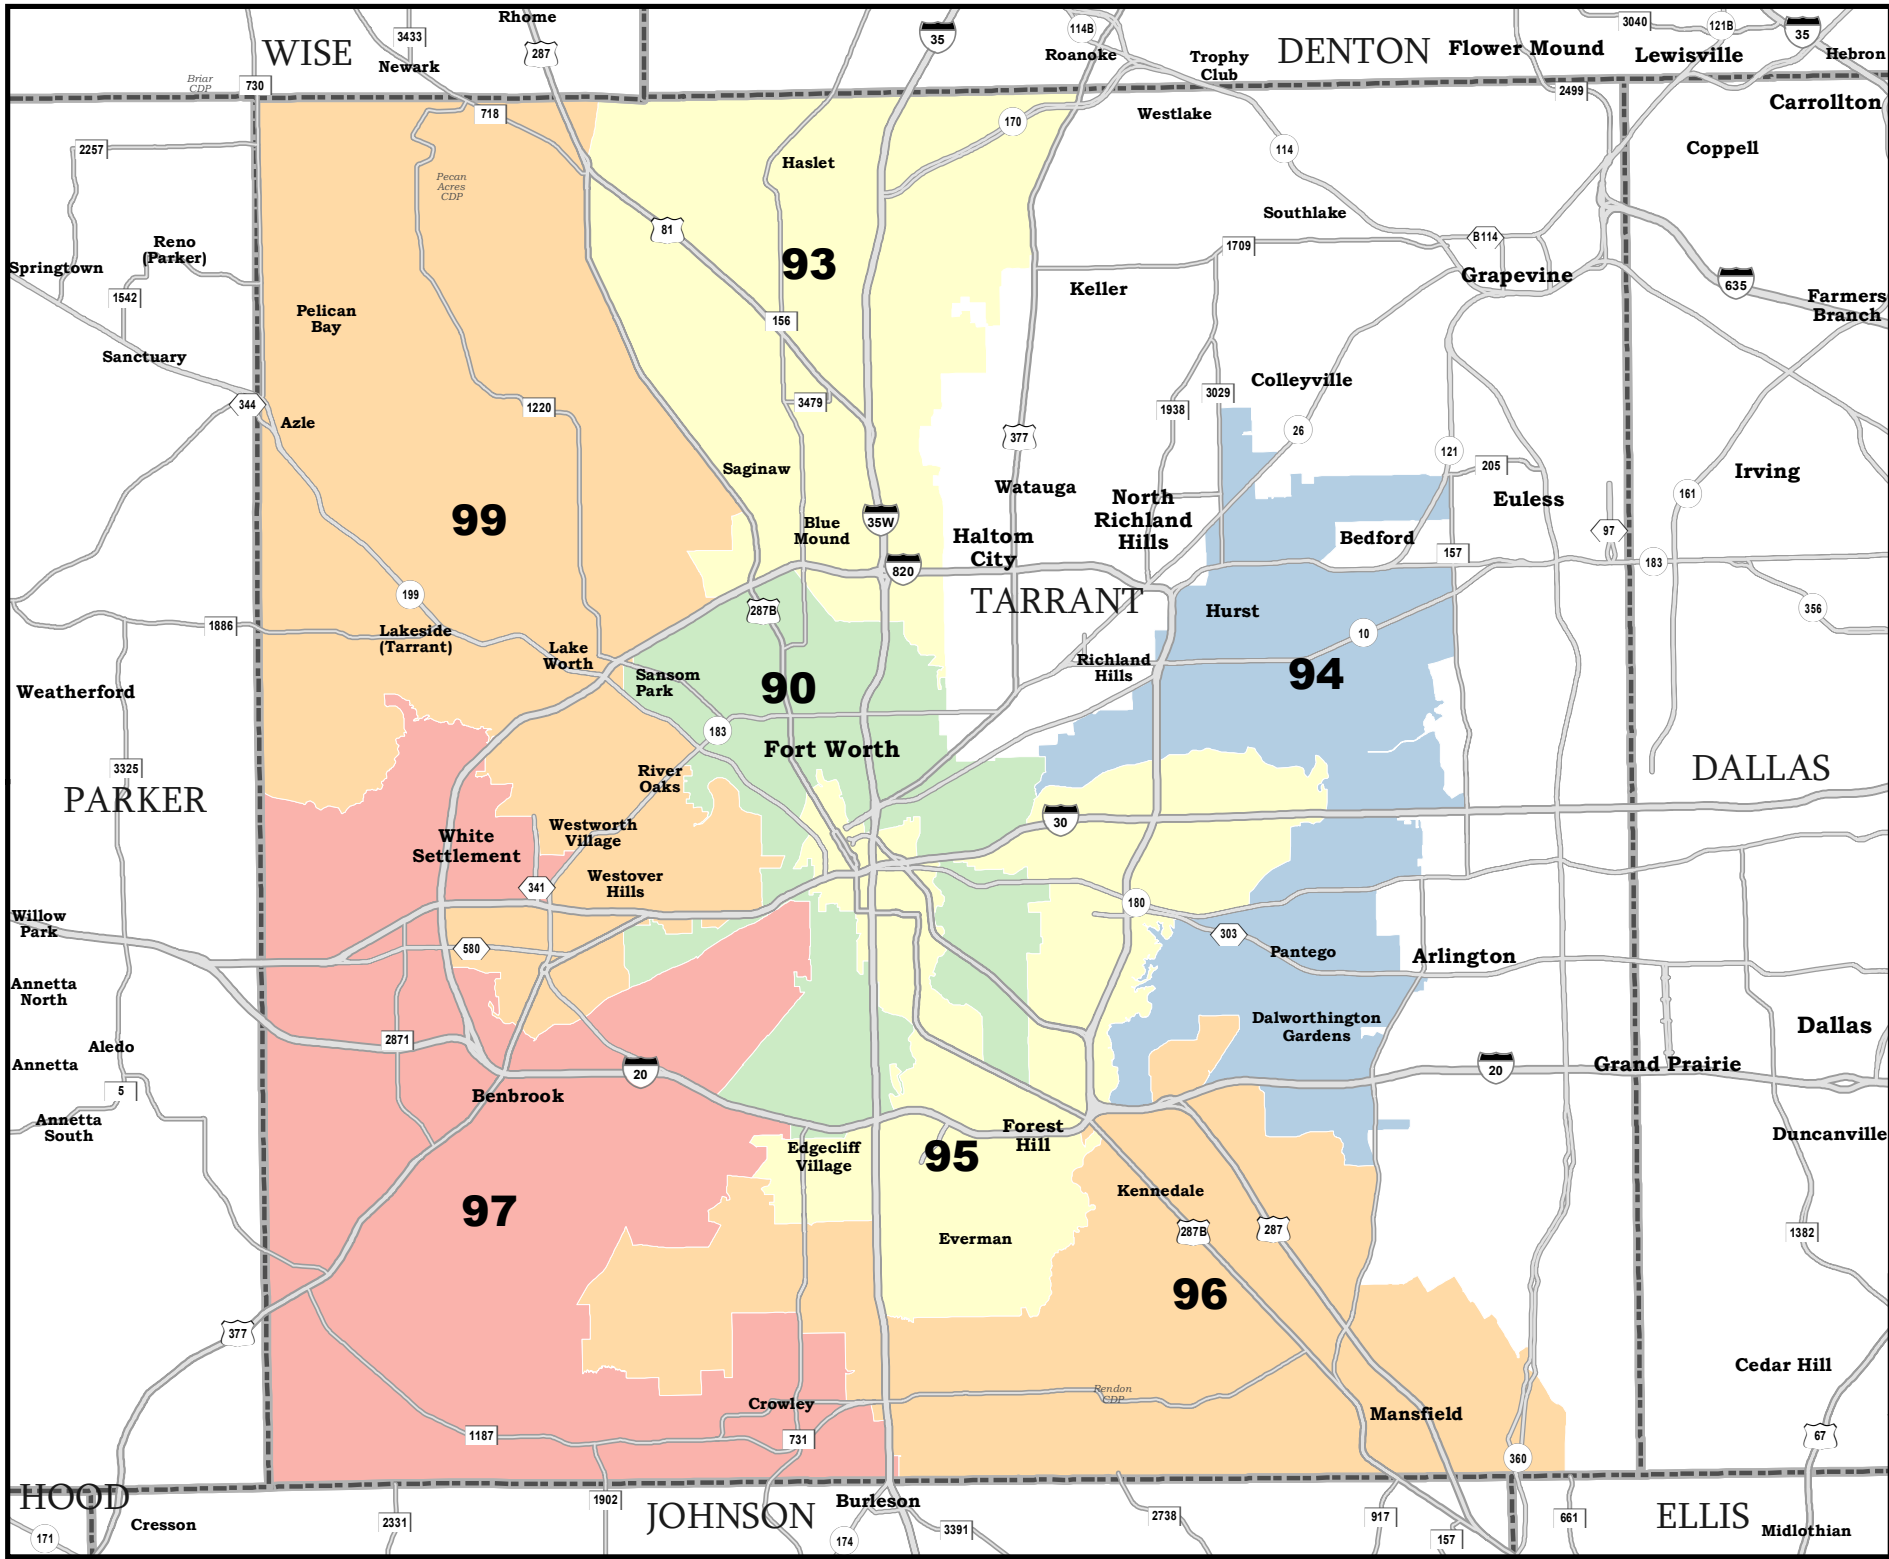 Rhome
WISE
3433
287
Newark
35
114B
Roanoke
Trophy
Club
DENTON
Flower Mound
3040
121B
35
Lewisville
Hebron
Briar
CDP
730
2499
718
Carrollton
170
Westlake
114
Coppell
2257
Haslet
Pecan
Acres
CDP
Southlake
81
B114
1709
Reno
(Parker)
Springtown
93
Grapevine
635
1542
Keller
Farmers
Branch
Pelican
Bay
156
Sanctuary
Colleyville
344
1220
3479
1938
3029
Azle
377
26
121
205
Saginaw
Watauga
North
Richland
Hills
Euless
Irving
161
99
Blue
Mound
35W
Haltom
City
Bedford
97
157
183
820
TARRANT
199
287B
Hurst
356
1886
Lakeside
(Tarrant)
10
Lake
Worth
Sansom
Park
Richland
Hills
90
94
Weatherford
183
Fort Worth
3325
River
Oaks
DALLAS
PARKER
30
White
Settlement
Westworth
Village
341
Westover
Hills
180
Willow
Park
580
303
Pantego
Arlington
Annetta
North
Dalworthington
Gardens
Dallas
2871
Aledo
Annetta
20
20
Grand Prairie
5
Benbrook
Annetta
South
Forest
Hill
Duncanville
Edgecliff
Village
95
Kennedale
97
287B
287
1382
Everman
96
377
Cedar Hill
Rendon
CDP
Crowley
Mansfield
1187
731
67
360
HOOD
1902
JOHNSON
Burleson
2331
3391
2738
917
661
ELLIS
Cresson
171
174
157
Midlothian